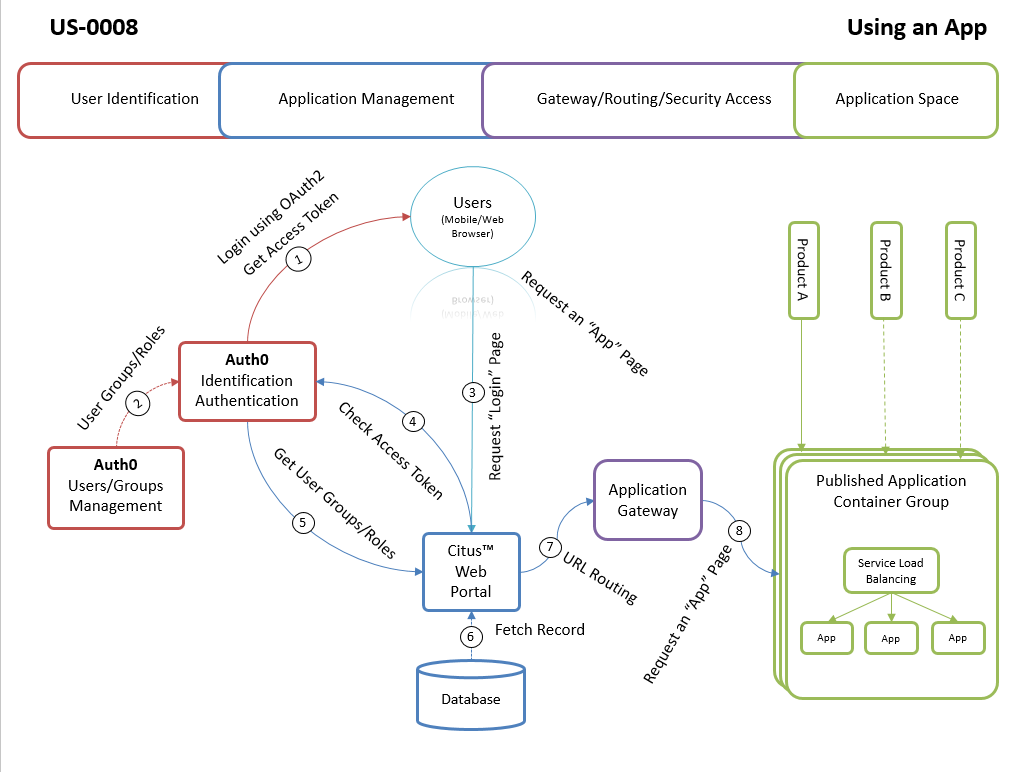 US-0008
Using an App
User Identification
Application Management
Gateway/Routing/Security Access
Application Space
Login using OAuth2
Get Access Token
1
Users
(Mobile/Web
Browser)
Browser)
(Mobile/Web
Request an "App" Page
Product A
Product B
Product C
User Groups/Roles
2
Auth0
Identification
Authentication
Auth0
Users/Groups
Management
3
Request "Login" Page
4
Check Access Token
Get User Groups/Roles
5
Citus™
Web
Portal
6
Fetch Record
Database
7
URL Routing
Application
Gateway
8
Request an "App" Page
Published Application
Container Group
Service Load
Balancing
App
App
App